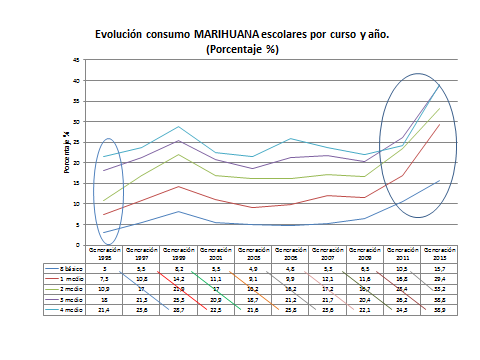 Evolución consumo MARIHUANA escolares por curso y año.
(Porcentaje %)
45
40
35
30
25
20
15
10
5
0
Porcentaje %
Generación Generación Generación Generación Generación Generación Generación Generación Generación Generación
1995 1997 1999 2001 2003 2005 2007 2009 2011 2013
8 básico 3 5,5 8,2 5,5 4,9 4,8 5,3 6,5 10,5 15,7
1 medio 7,5 10,8 14,2 11,1 9,1 9,9 12,1 11,6 16,8 29,4
2 medio 10,9 17 21,9 17 16,2 16,2 17,2 16,7 23,4 33,2
3 medio 18 21,3 25,5 20,9 18,7 21,2 21,7 20,4 26,2 38,8
4 medio 21,4 23,6 28,7 22,5 21,6 25,8 23,6 22,1 24,3 38,9